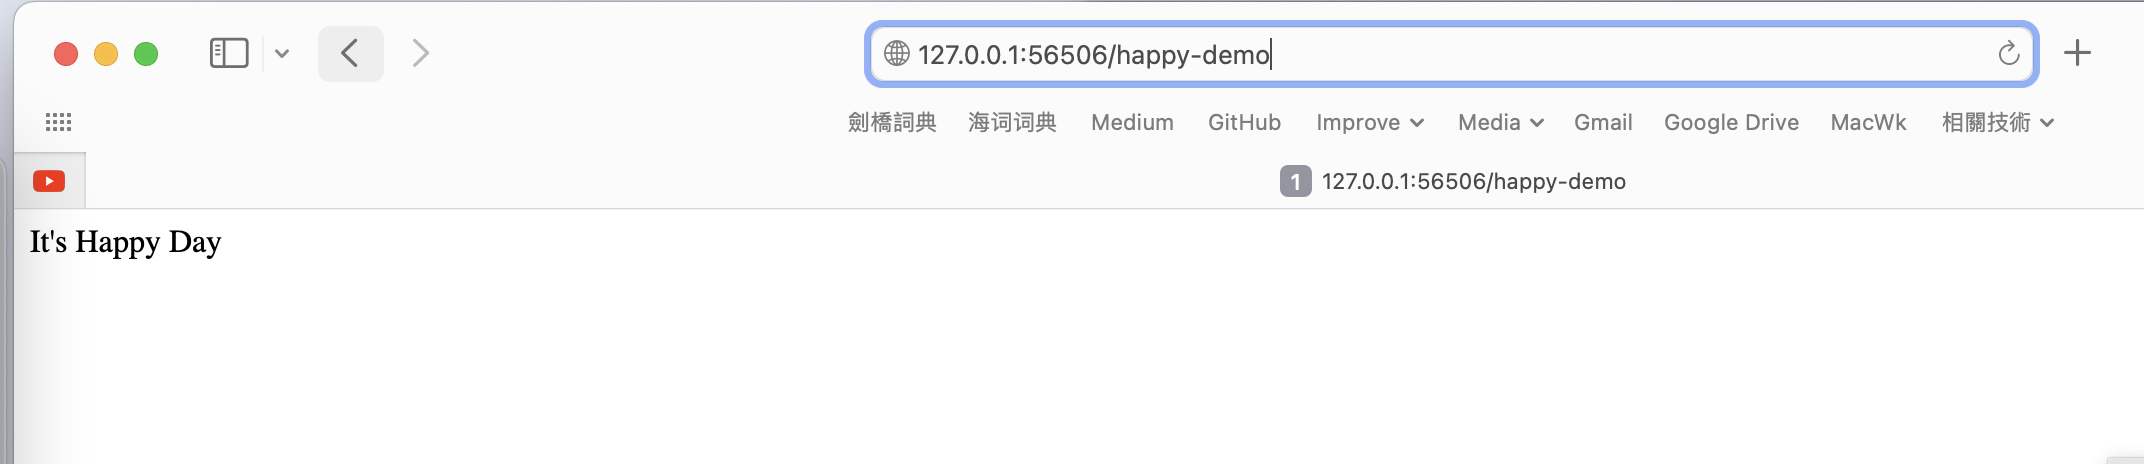 127.0.0.1:56506/happy-demo
劍橋詞典 海词词典 Medium GitHub Improve Media Gmail Google Drive MacWk 相關技術
1 127.0.0.1:56506/happy-demo
It's Happy Day